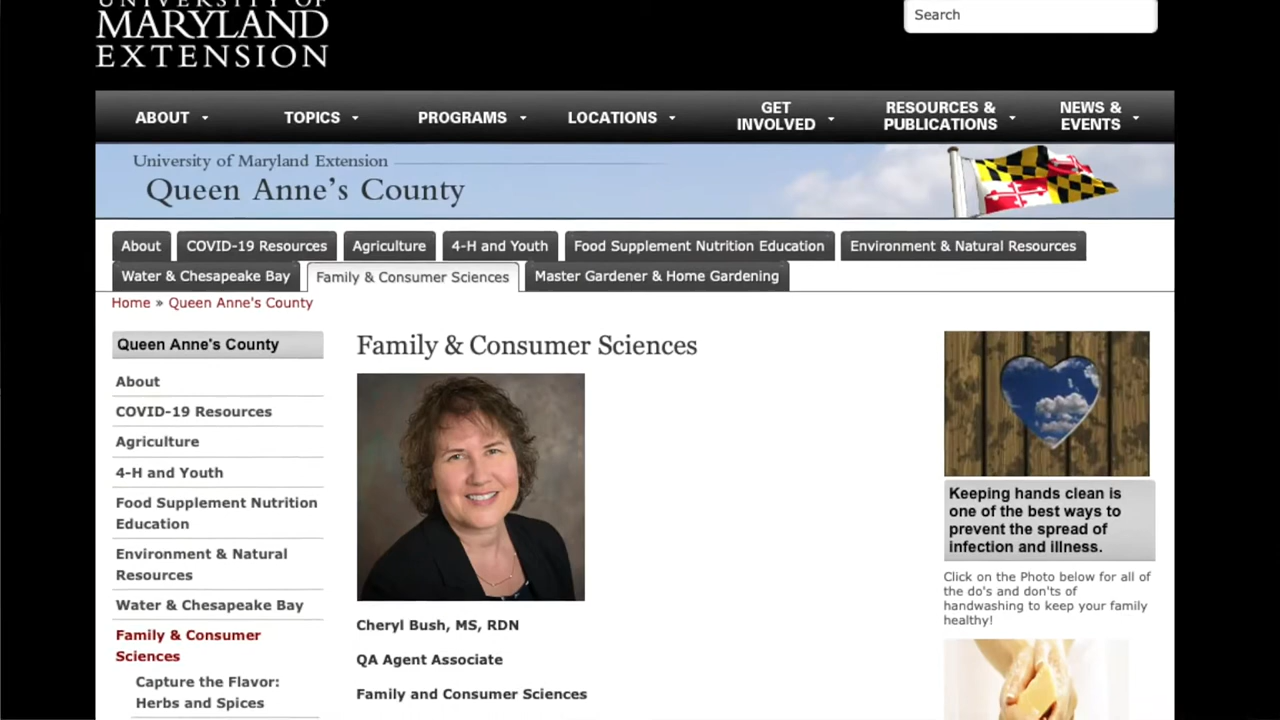 UNIVERSITY OF
MARYLAND
EXTENSION
Search
ABOUT
TOPICS
PROGRAMS
LOCATIONS
GET
INVOLVED
RESOURCES &
PUBLICATIONS
NEWS &
EVENTS
University of Maryland Extension
Queen Anne's County
About
COVID-19 Resources
Agriculture
4-H and Youth
Food Supplement Nutrition Education
Environment & Natural Resources
Water & Chesapeake Bay
Family & Consumer Sciences
Master Gardener & Home Gardening
Home » Queen Anne's County
Queen Anne's County
About
COVID-19 Resources
Agriculture
4-H and Youth
Food Supplement Nutrition
Education
Environment & Natural
Resources
Water & Chesapeake Bay
Family & Consumer
Sciences
Capture the Flavor:
Herbs and Spices
Family & Consumer Sciences
Cheryl Bush, MS, RDN
QA Agent Associate
Family and Consumer Sciences
Keeping hands clean is
one of the best ways to
prevent the spread of
infection and illness.
Click on the Photo below for all of
the do's and don'ts of
handwashing to keep your family
healthy!